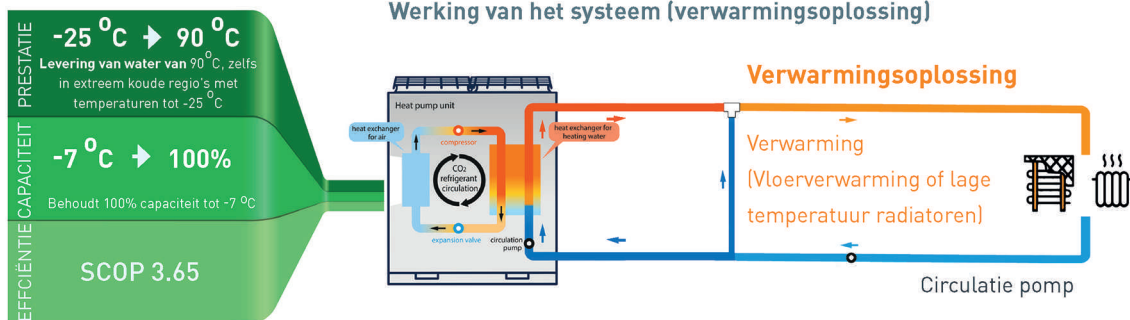 Werking van het systeem (verwarmingsoplossing)
PRESTATIE
-25 °C 90 °C
Levering van water van 90°C, zelfs
in extreem koude regio's met
temperaturen tot -25 °C
CAPACITEIT
-7 °C 100%
Behoudt 100% capaciteit tot -7 °C
EFFCIËNTIE
SCOP 3.65
Heat pump unit
heat exchanger
for air
compressor
heat exchanger for
heating water
CO₂
refrigerant
circulation
expansion valve
circulation
pump
Verwarmingsoplossing
Verwarming
(Vloerverwarming of lage
temperatuur radiatoren)
Circulatie pomp